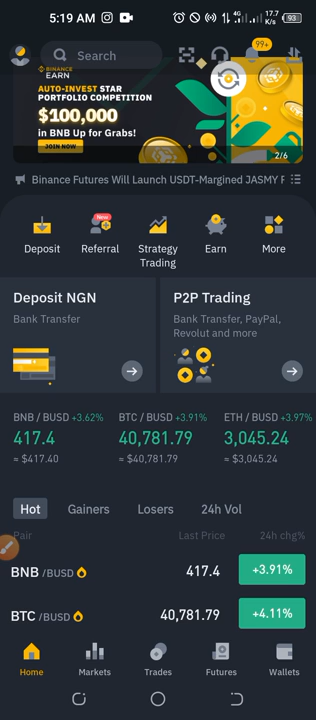 5:19 AM
4G
17.7
K/s
93
Search
99+
BINANCE
EARN
AUTO-INVEST STAR
PORTFOLIO COMPETITION
$100,000
in BNB Up for Grabs!
JOIN NOW
2/6
Binance Futures Will Launch USDT-Margined JASMY F
New
Deposit
Referral
Strategy
Trading
Earn
More
Deposit NGN
Bank Transfer
P2P Trading
Bank Transfer, PayPal,
Revolut and more
BNB / BUSD +3.62%
BTC / BUSD +3.91%
ETH / BUSD +3.97%
417.4
40,781.79
3,045.24
≈ $417.40
≈ $40,781.79
≈ $3,045.24
Hot
Gainers
Losers
24h Vol
Pair
Last Price
24h chg%
BNB /BUSD
417.4
+3.91%
BTC /BUSD
40,781.79
+4.11%
Home
Markets
Trades
Futures
Wallets